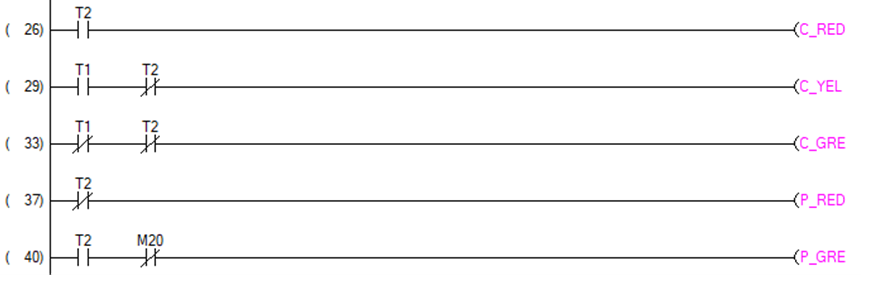 T2
( 26) (C_RED
T1 T2
( 29) (C_YEL
T1 T2
( 33) (C_GRE
T2
( 37) (P_RED
T2 M20
( 40) (P_GRE